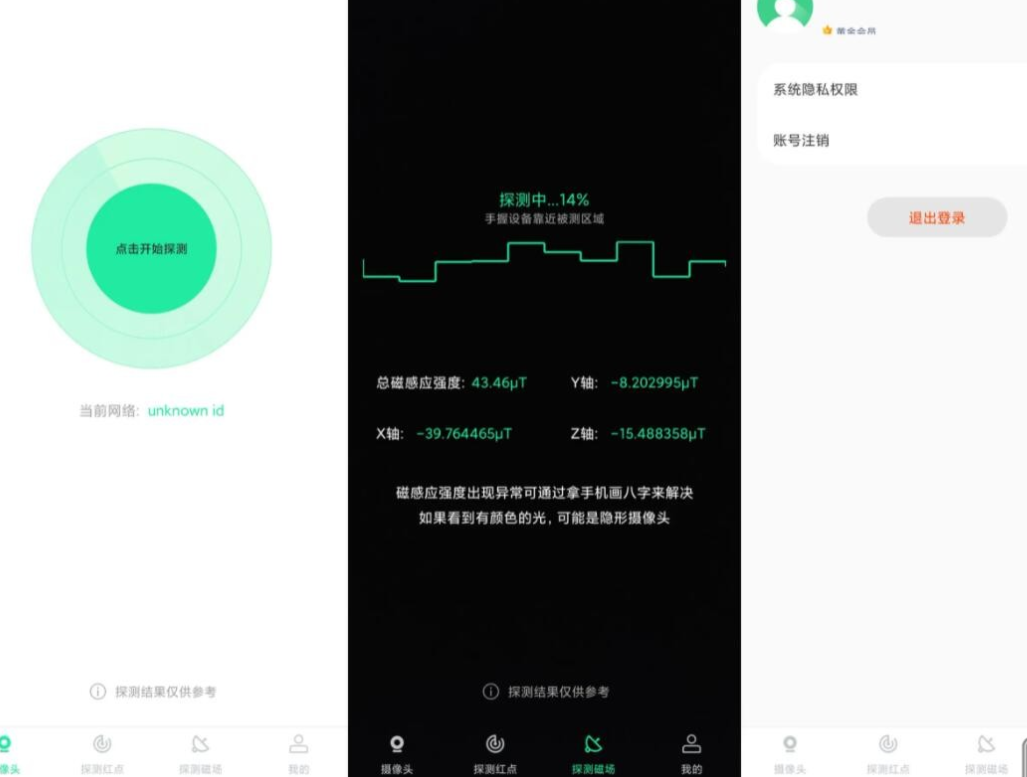 点击开始探测
当前网络: unknown id
探测结果仅供参考
像头
探测红点
探测磁场
我的
探测中...14%
手握设备靠近被测区域
总磁感应强度: 43.46μT
Y轴: -8.202995μT
X轴: -39.764465μT
Z轴: -15.488358μT
磁感应强度出现异常可通过拿手机画八字来解决
如果看到有颜色的光，可能是隐形摄像头
探测结果仅供参考
摄像头
探测红点
探测磁场
我的
黄金会员
系统隐私权限
账号注销
退出登录
摄像头
探测红点
探测磁场